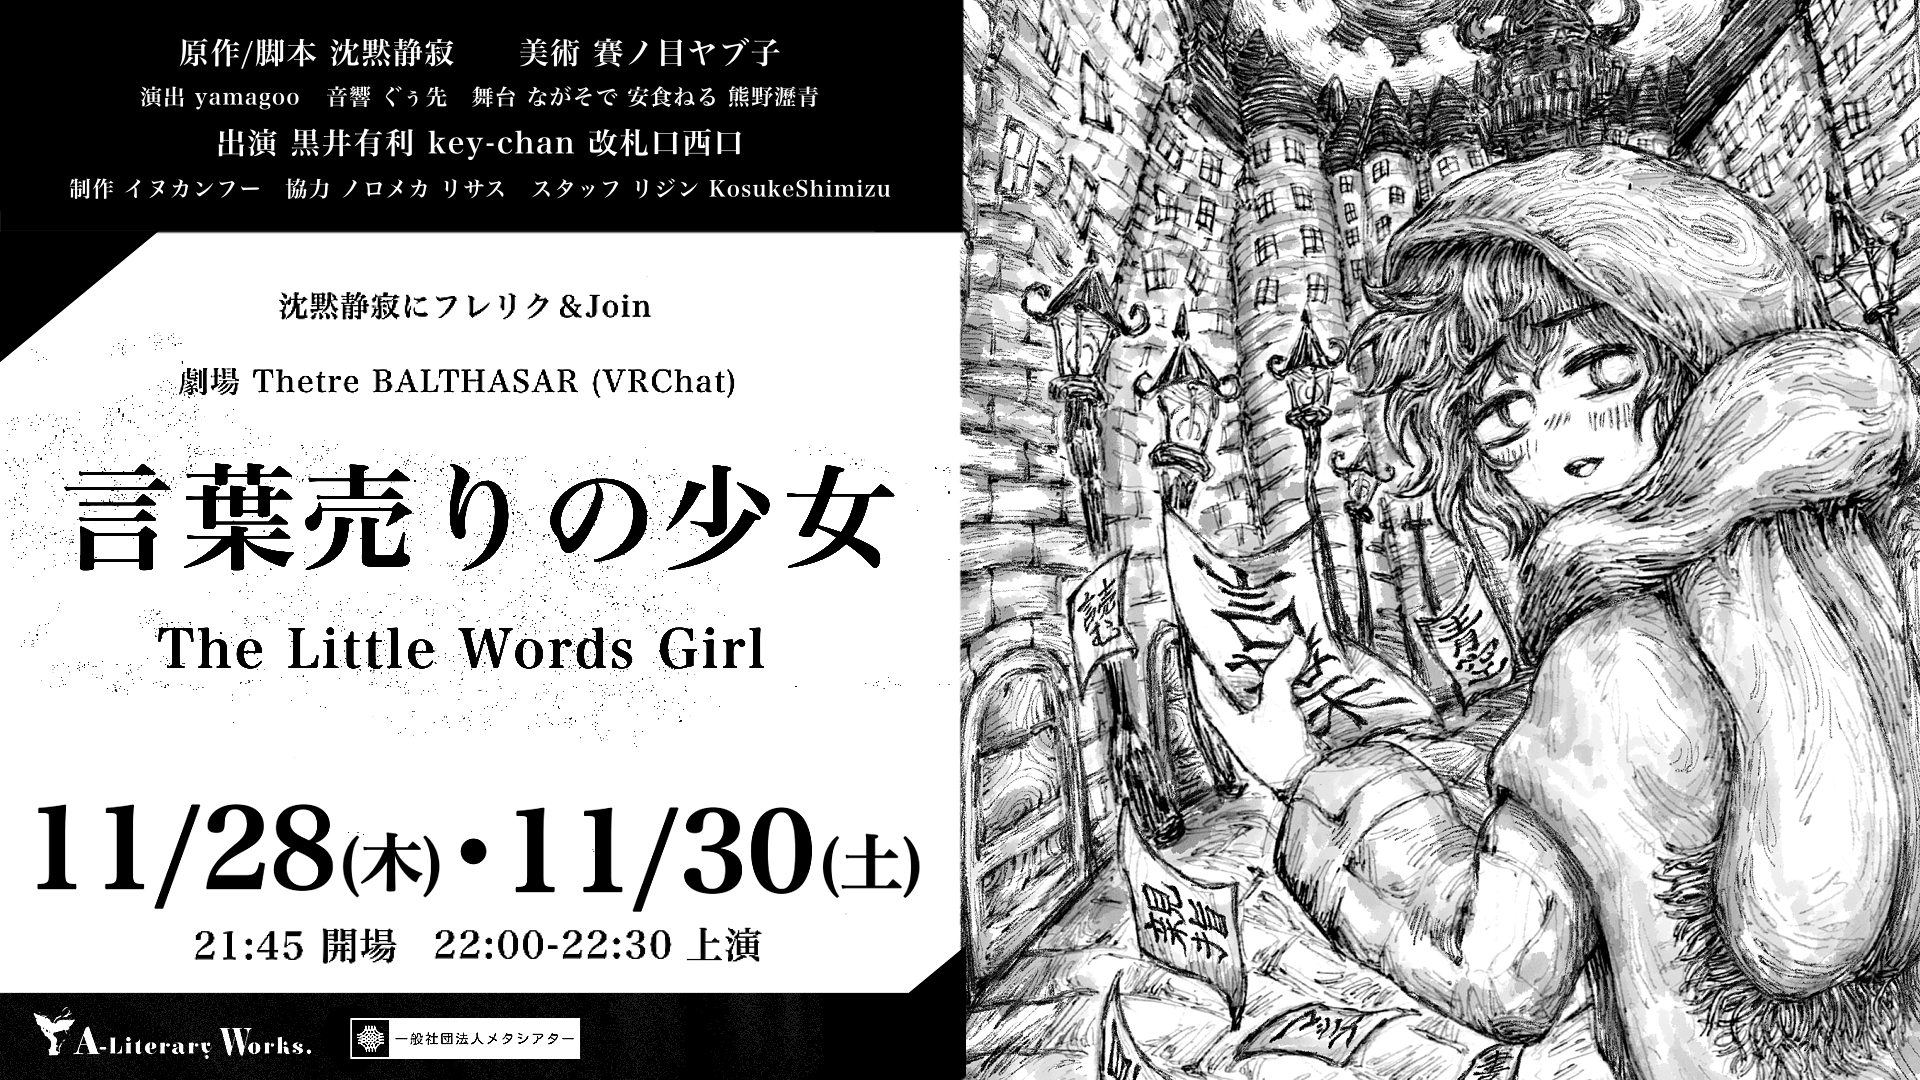 原作/脚本 沈黙静寂　　美術 賽ノ目ヤブ子
演出 yamagoo　音響 ぐぅ先　舞台 ながそで 安食ねる 熊野瀝青
出演 黒井有利 key-chan 改札口西口
制作 イヌカンフー　協力 ノロメカ リサス　スタッフ リジン KosukeShimizu
沈黙静寂にフレリク＆Join
劇場 Thetre BALTHASAR (VRChat)
言葉売りの少女
The Little Words Girl
11/28(木)・11/30(土)
21:45 開場　22:00-22:30 上演
A-Literary Works.
一般社団法人メタシアター
読む
親指